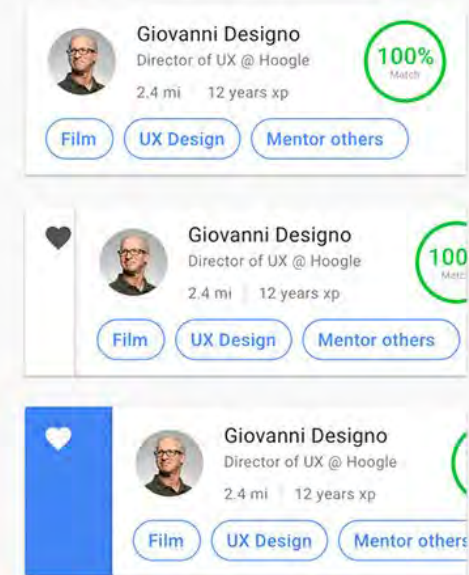 Giovanni Designo
Director of UX @ Hoogle
2.4 mi 12 years xp
100%
Match
Film UX Design Mentor others
Giovanni Designo
Director of UX @ Hoogle
2.4 mi 12 years xp
100
Matc
Film UX Design Mentor others
Giovanni Designo
Director of UX @ Hoogle
2.4 mi 12 years xp
Film UX Design Mentor others